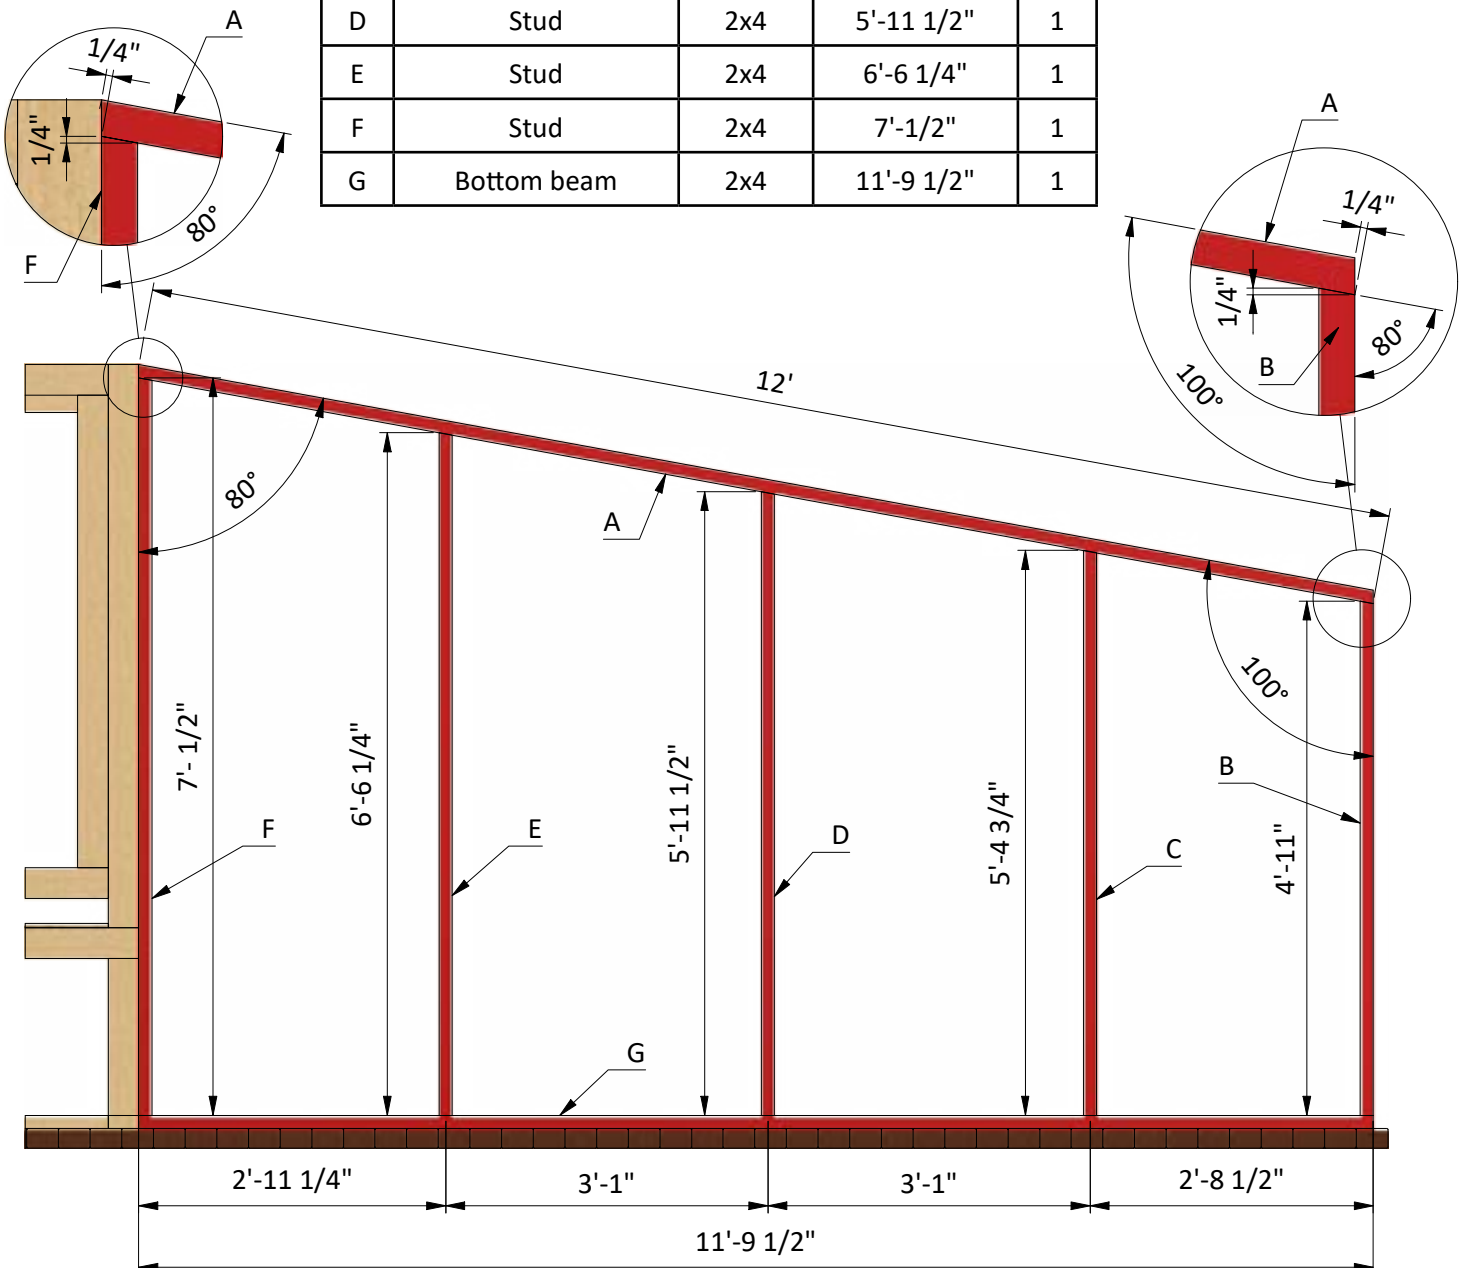 D Stud 2x4 5'-11 1/2" 1
E Stud 2x4 6'-6 1/4" 1
F Stud 2x4 7'-1/2" 1
G Bottom beam 2x4 11'-9 1/2" 1
A
1/4"
1/4"
80°
F
A
1/4"
1/4"
B
80°
100°
12'
80°
A
100°
7'- 1/2"
6'-6 1/4"
5'-11 1/2"
5'-4 3/4"
4'-11"
F
E
D
C
B
G
2'-11 1/4"
3'-1"
3'-1"
2'-8 1/2"
11'-9 1/2"